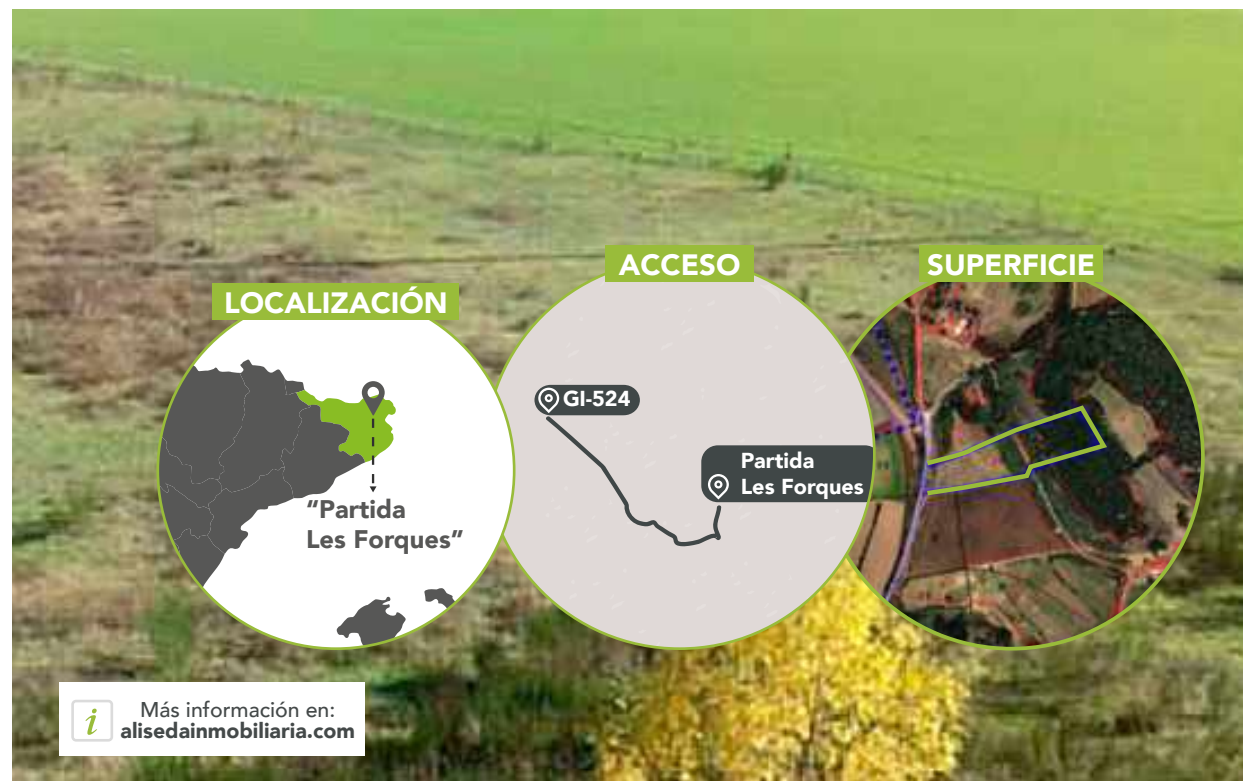 LOCALIZACIÓN
"Partida
Les Forques"
ACCESO
GI-524
Partida
Les Forques
SUPERFICIE
i
Más información en:
alisedainmobiliaria.com